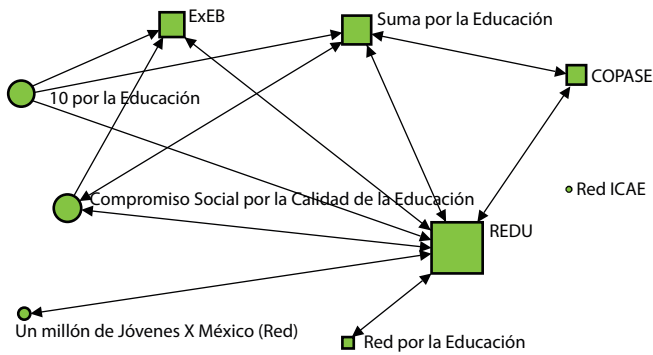 ExEB
Suma por la Educación
COPASE
10 por la Educación
Red ICAE
Compromiso Social por la Calidad de la Educación
REDU
Un millón de Jóvenes X México (Red)
Red por la Educación